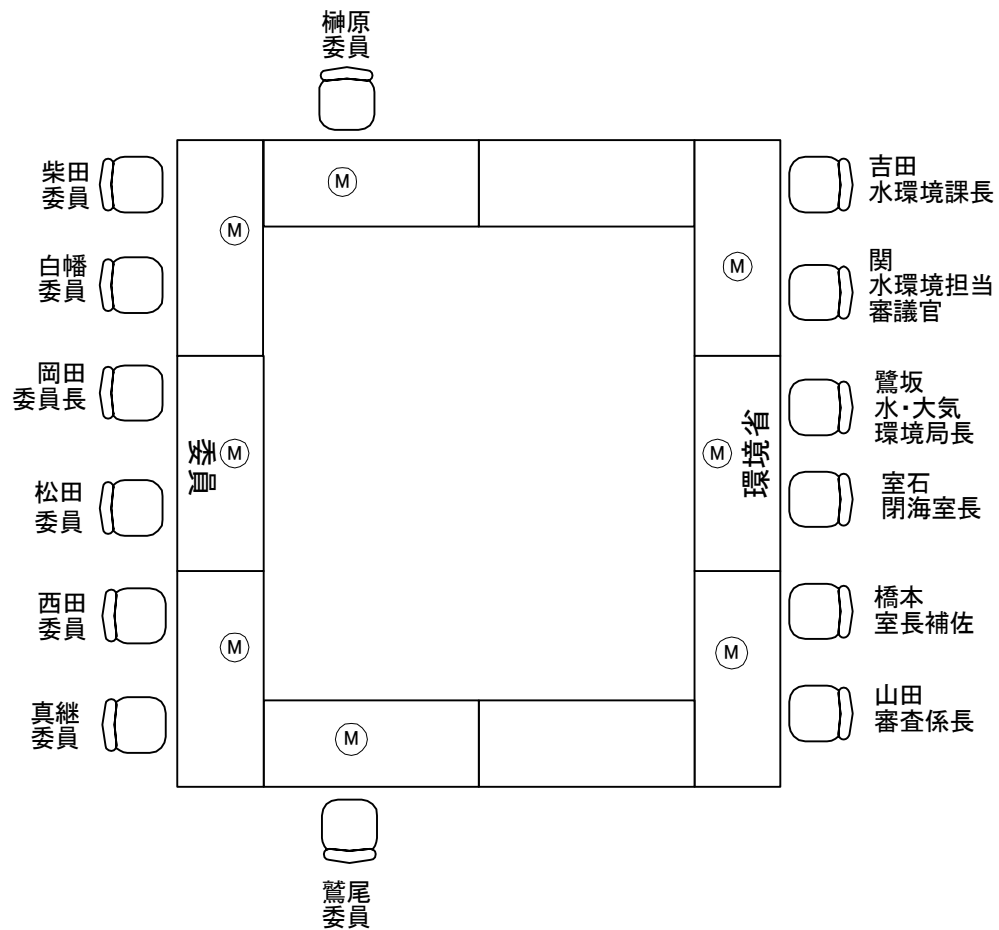 榊原
委員
柴田
委員
白幡
委員
岡田
委員長
松田
委員
西田
委員
真継
委員
M
M
M
M
委員
M
M
M
環境省
M
吉田
水環境課長
関
水環境担当
審議官
鷺坂
水・大気
環境局長
室石
閉海室長
橋本
室長補佐
山田
審査係長
鷲尾
委員